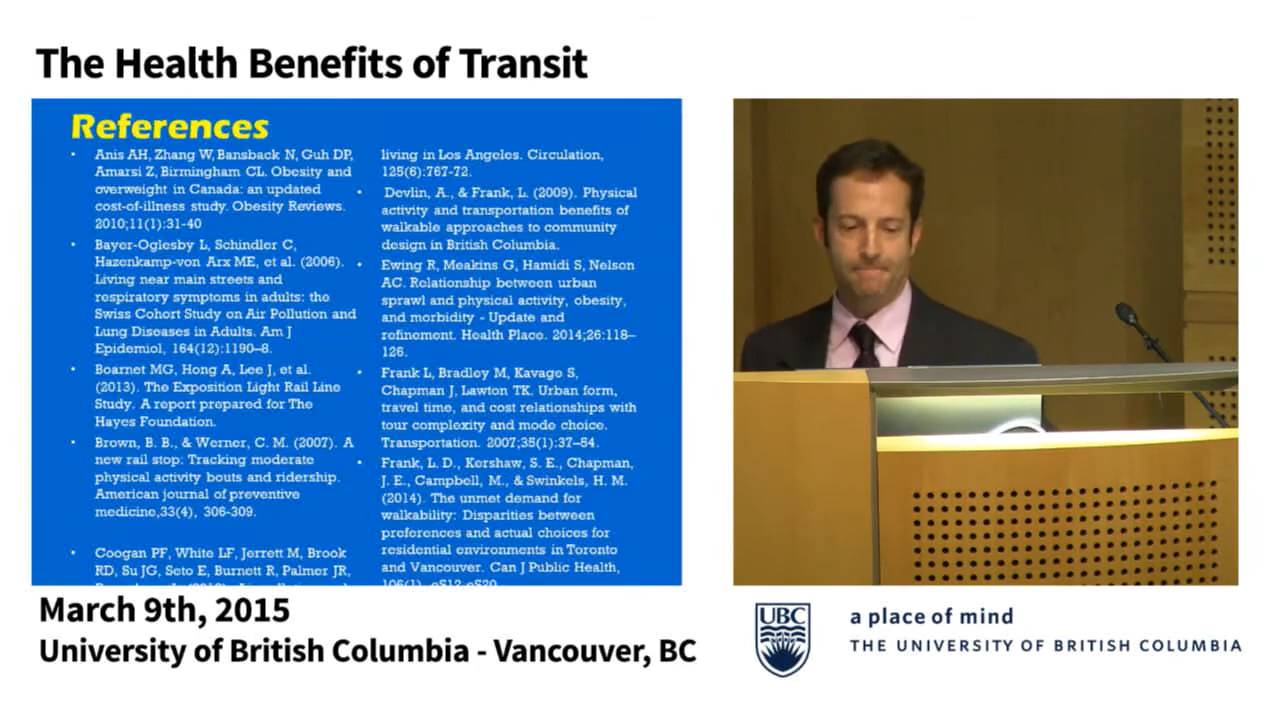 The Health Benefits of Transit
References
• Anis AH, Zhang W, Bansback N, Guh DP,
Amarsi Z, Birmingham CL. Obesity and
overweight in Canada: an updated
cost-of-illness study. Obesity Reviews.
2010;11(1):31-40
• Bayer-Oglesby L, Schindler C,
Hazenkamp-von Arx ME, et al. (2006).
Living near main streets and
respiratory symptoms in adults: the
Swiss Cohort Study on Air Pollution and
Lung Diseases in Adults. Am J
Epidemiol, 164(12):1190–8.
• Boarnet MG, Hong A, Lee J, et al.
(2013). The Exposition Light Rail Line
Study. A report prepared for The
Hayes Foundation.
• Brown, B. B., & Werner, C. M. (2007). A
new rail stop: Tracking moderate
physical activity bouts and ridership.
American journal of preventive
medicine,33(4), 306-309.
• Coogan PF, White LF, Jerrett M, Brook
RD, Su JG, Seto E, Burnett R, Palmer JR,
living in Los Angeles. Circulation,
125(6):767-72.
• Devlin, A., & Frank, L. (2009). Physical
activity and transportation benefits of
walkable approaches to community
design in British Columbia.
• Ewing R, Meakins G, Hamidi S, Nelson
AC. Relationship between urban
sprawl and physical activity, obesity,
and morbidity - Update and
refinement. Health Place. 2014;26:118–
126.
• Frank L, Bradley M, Kavage S,
Chapman J, Lawton TK. Urban form,
travel time, and cost relationships with
tour complexity and mode choice.
Transportation. 2007;35(1):37–54.
• Frank, L. D., Kershaw, S. E., Chapman,
J. E., Campbell, M., & Swinkels, H. M.
(2014). The unmet demand for
walkability: Disparities between
preferences and actual choices for
residential environments in Toronto
and Vancouver. Can J Public Health,
106(1), eS12-eS20.
March 9th, 2015
University of British Columbia - Vancouver, BC
UBC
a place of mind
THE UNIVERSITY OF BRITISH COLUMBIA